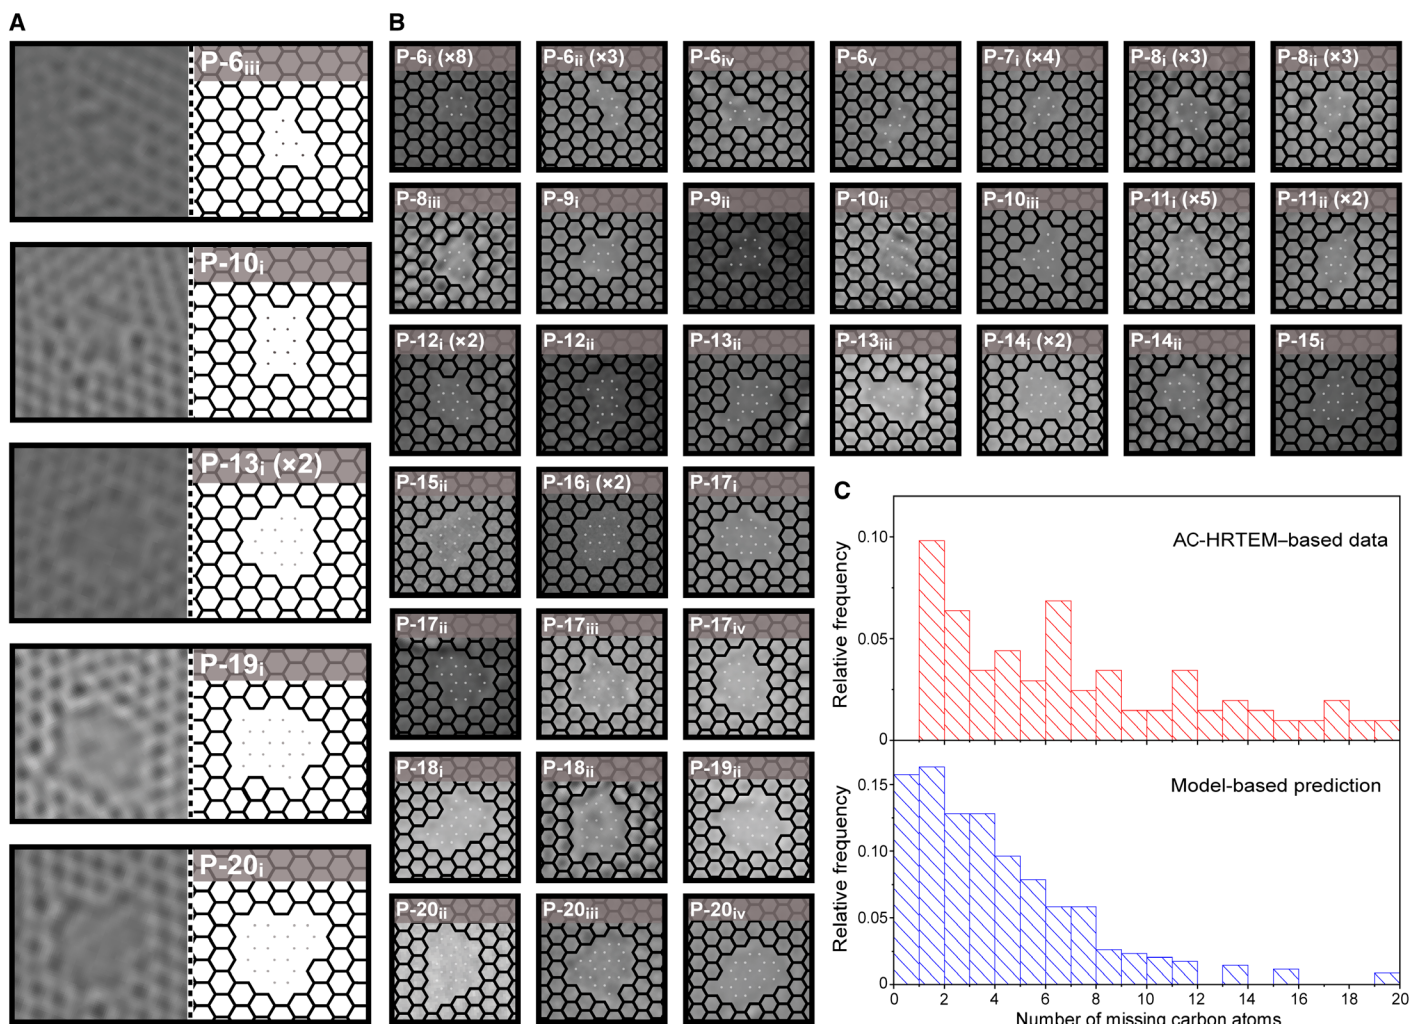 A
P-6iii
P-10i
P-13i (×2)
P-19i
P-20i
B
P-6i (×8)
P-6ii (×3)
P-6iv
P-6v
P-7i (×4)
P-8i (×3)
P-8ii (×3)
P-8iii
P-9i
P-9ii
P-10ii
P-10iii
P-11i (×5)
P-11ii (×2)
P-12i (×2)
P-12ii
P-13ii
P-13iii
P-14i (×2)
P-14ii
P-15i
P-15ii
P-16i (×2)
P-17i
P-17ii
P-17iii
P-17iv
P-18i
P-18ii
P-19ii
P-20ii
P-20iii
P-20iv
C
AC-HRTEM–based data
Relative frequency
0.10
0.05
0
Model-based prediction
Relative frequency
0.15
0.10
0.05
0
0 2 4 6 8 10 12 14 16 18 20
Number of missing carbon atoms